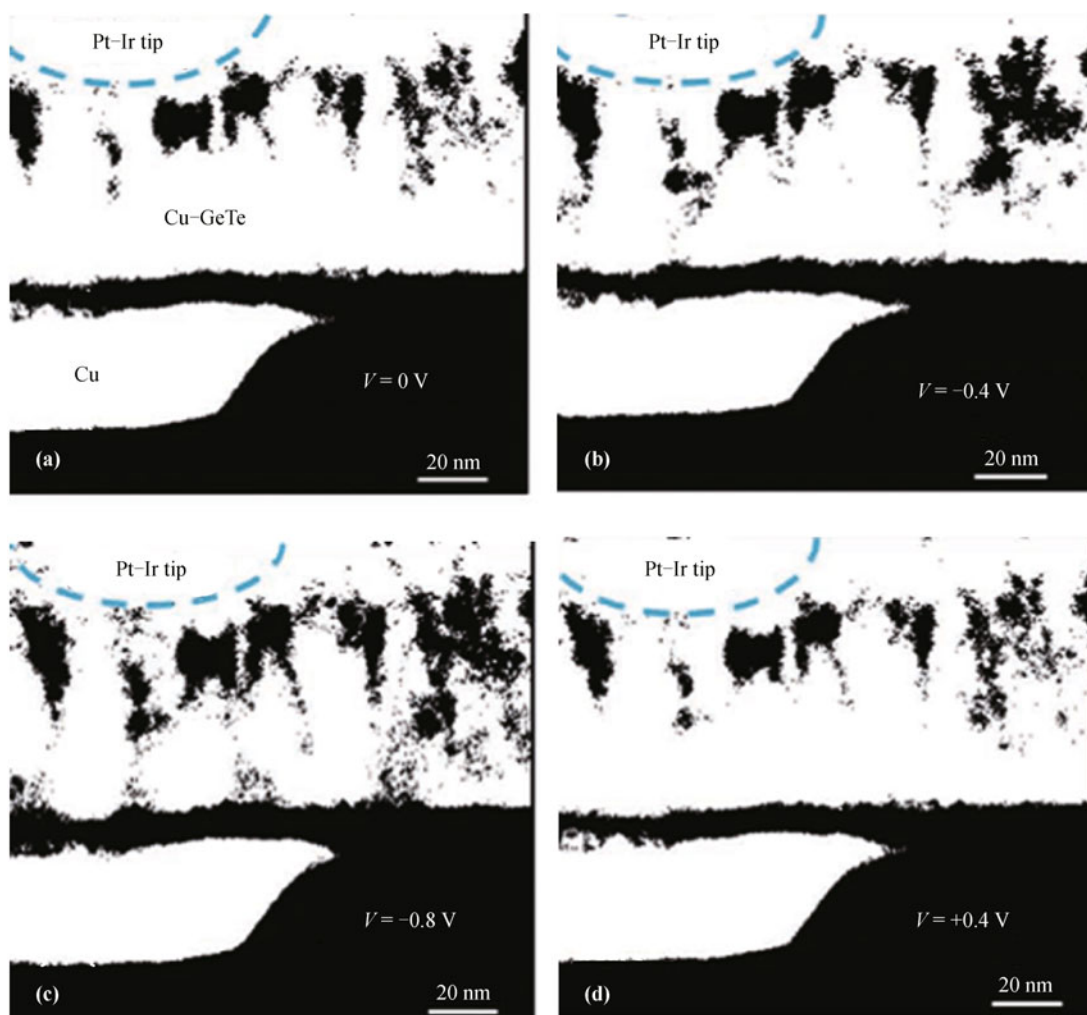 Pt–Ir tip
Cu–GeTe
Cu
V = 0 V
(a)
20 nm
Pt–Ir tip
V = −0.4 V
(b)
20 nm
Pt–Ir tip
V = −0.8 V
(c)
20 nm
Pt–Ir tip
V = +0.4 V
(d)
20 nm